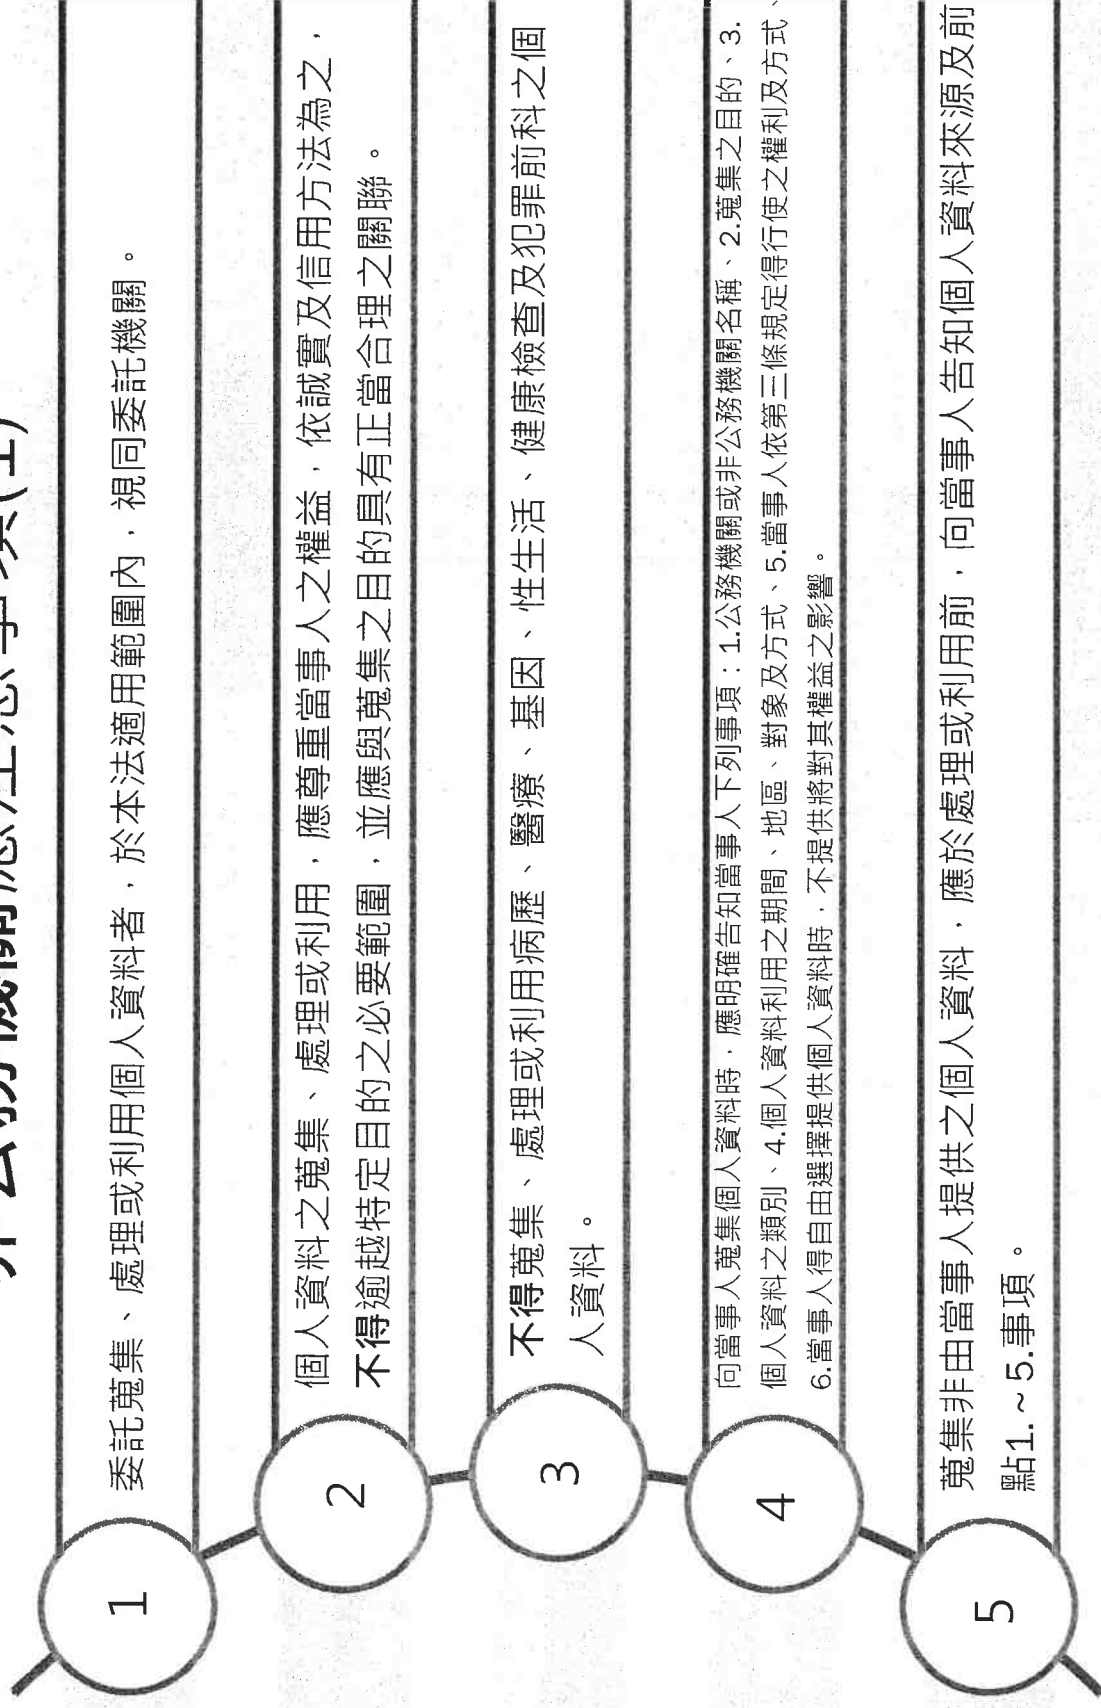 非公務機關應注意事項(1)
1
委託蒐集、處理或利用個人資料者，於本法適用範圍內，視同委託機關。
2
個人資料之蒐集、處理或利用，應尊重當事人之權益，依誠實及信用方法為之，
不得逾越特定目的之必要範圍，並應與蒐集之目的具有正當合理之關聯。
3
不得蒐集、處理或利用病歷、醫療、基因、性生活、健康檢查及犯罪前科之個
人資料。
4
向當事人蒐集個人資料時，應明確告知當事人下列事項：1.公務機關或非公務機關名稱、2.蒐集之目的、3.
個人資料之類別、4.個人資料利用之期間、地區、對象及方式、5.當事人依第三條規定得行使之權利及方式、
6.當事人得自由選擇提供個人資料時，不提供將對其權益之影響。
5
蒐集非由當事人提供之個人資料，應於處理或利用前，向當事人告知個人資料來源及前
點1.~5.事項。